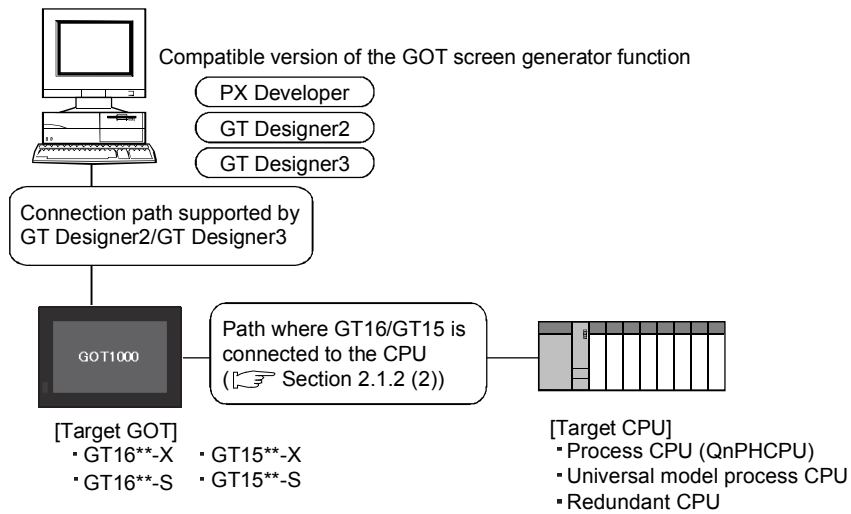 Compatible version of the GOT screen generator function
PX Developer
GT Designer2
GT Designer3
Connection path supported by
GT Designer2/GT Designer3
GOT1000
Path where GT16/GT15 is
connected to the CPU
( Section 2.1.2 (2))
[Target GOT]
・GT16**-X ・GT15**-X
・GT16**-S ・GT15**-S
[Target CPU]
・Process CPU (QnPHCPU)
・Universal model process CPU
・Redundant CPU